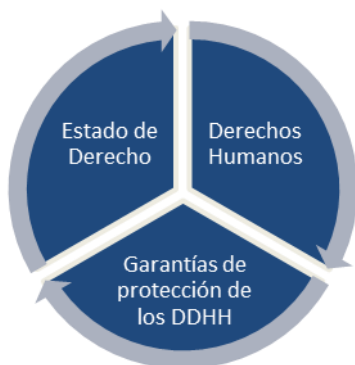 Estado de
Derecho
Derechos
Humanos
Garantías de
protección de
los DDHH